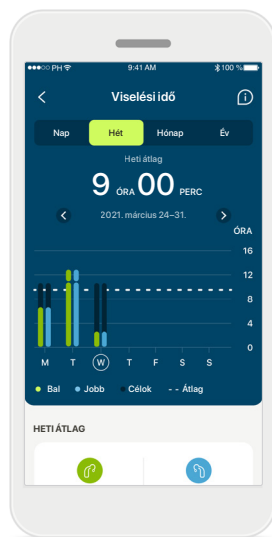 PH 9:41 AM 100 %
Viselési idő
Nap Hét Hónap Év
Heti átlag
9 ÓRA 00 PERC
2021. március 24–31.
ÓRA
16
12
8
4
0
M T W T F S S
Bal Jobb Célok - - Átlag
HETI ÁTLAG